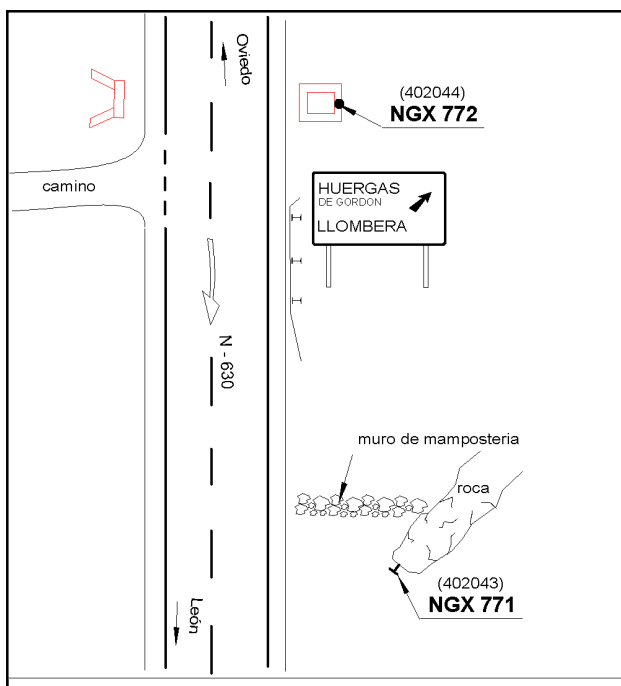 Oviedo
(402044)
NGX 772
camino
HUERGAS
DE GORDON
LLOMBERA
N - 630
muro de mamposteria
roca
(402043)
NGX 771
León